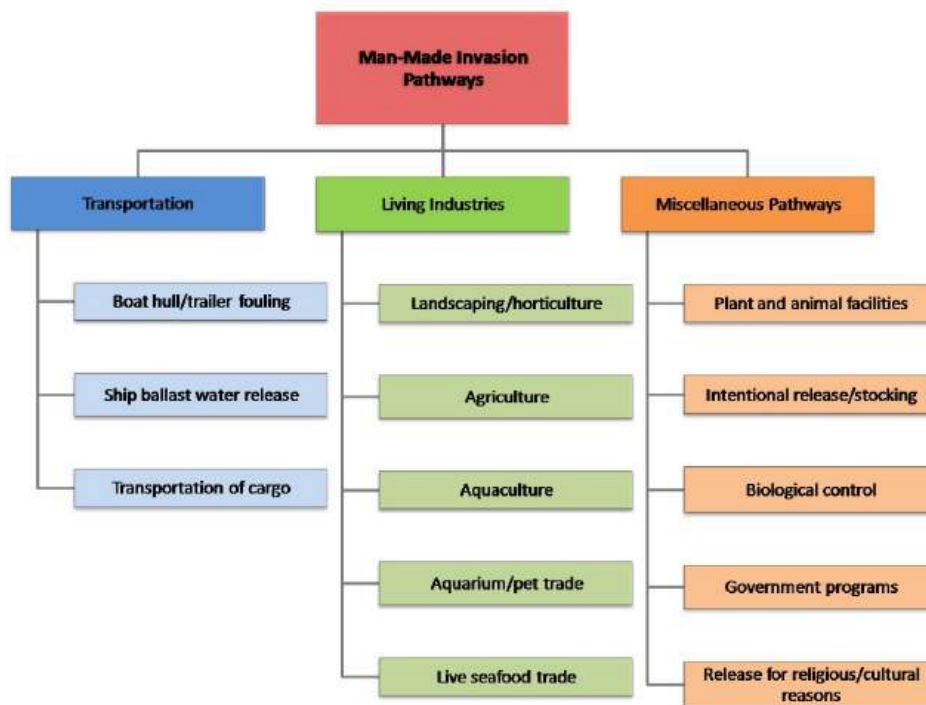 Man-Made Invasion
Pathways
Transportation
Living Industries
Miscellaneous Pathways
Boat hull/trailer fouling
Ship ballast water release
Transportation of cargo
Landscaping/horticulture
Agriculture
Aquaculture
Aquarium/pet trade
Live seafood trade
Plant and animal facilities
Intentional release/stocking
Biological control
Government programs
Release for religious/cultural
reasons